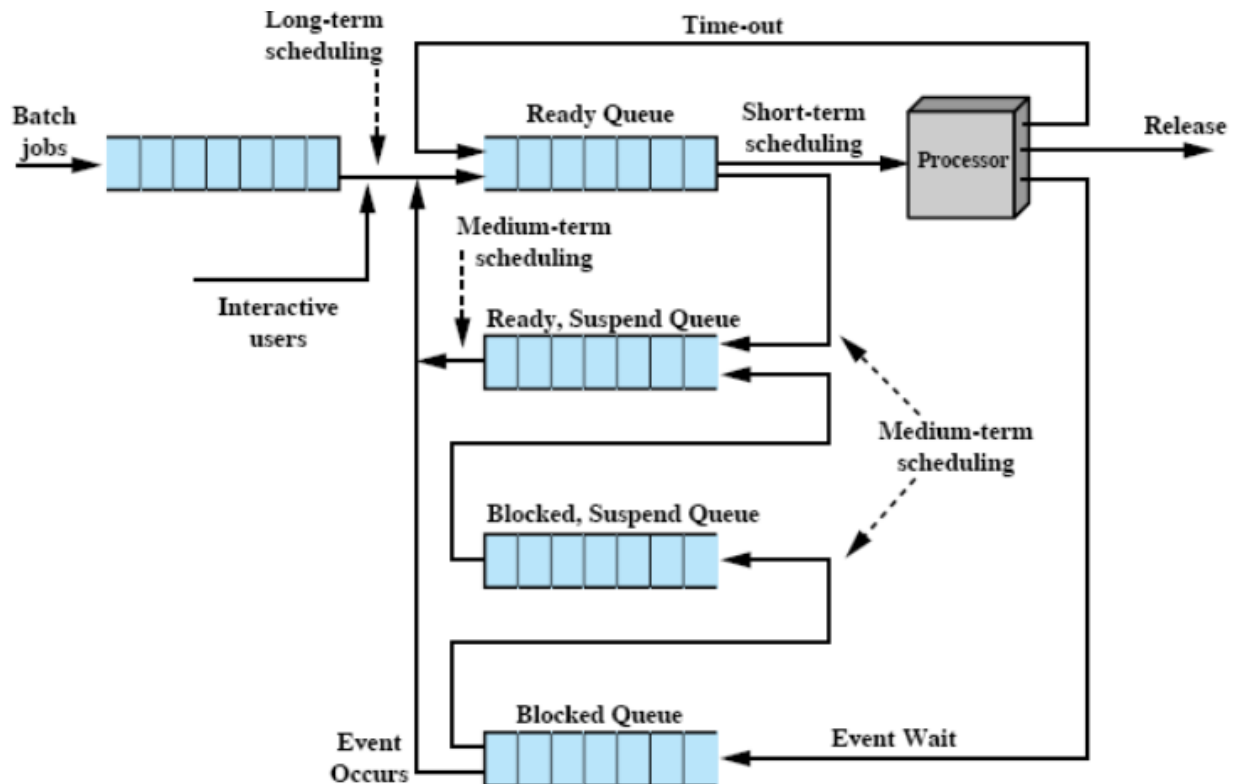 Long-term
scheduling
Time-out
Batch
jobs
Ready Queue
Short-term
scheduling
Processor
Release
Medium-term
scheduling
Interactive
users
Ready, Suspend Queue
Medium-term
scheduling
Blocked, Suspend Queue
Blocked Queue
Event
Occurs
Event Wait